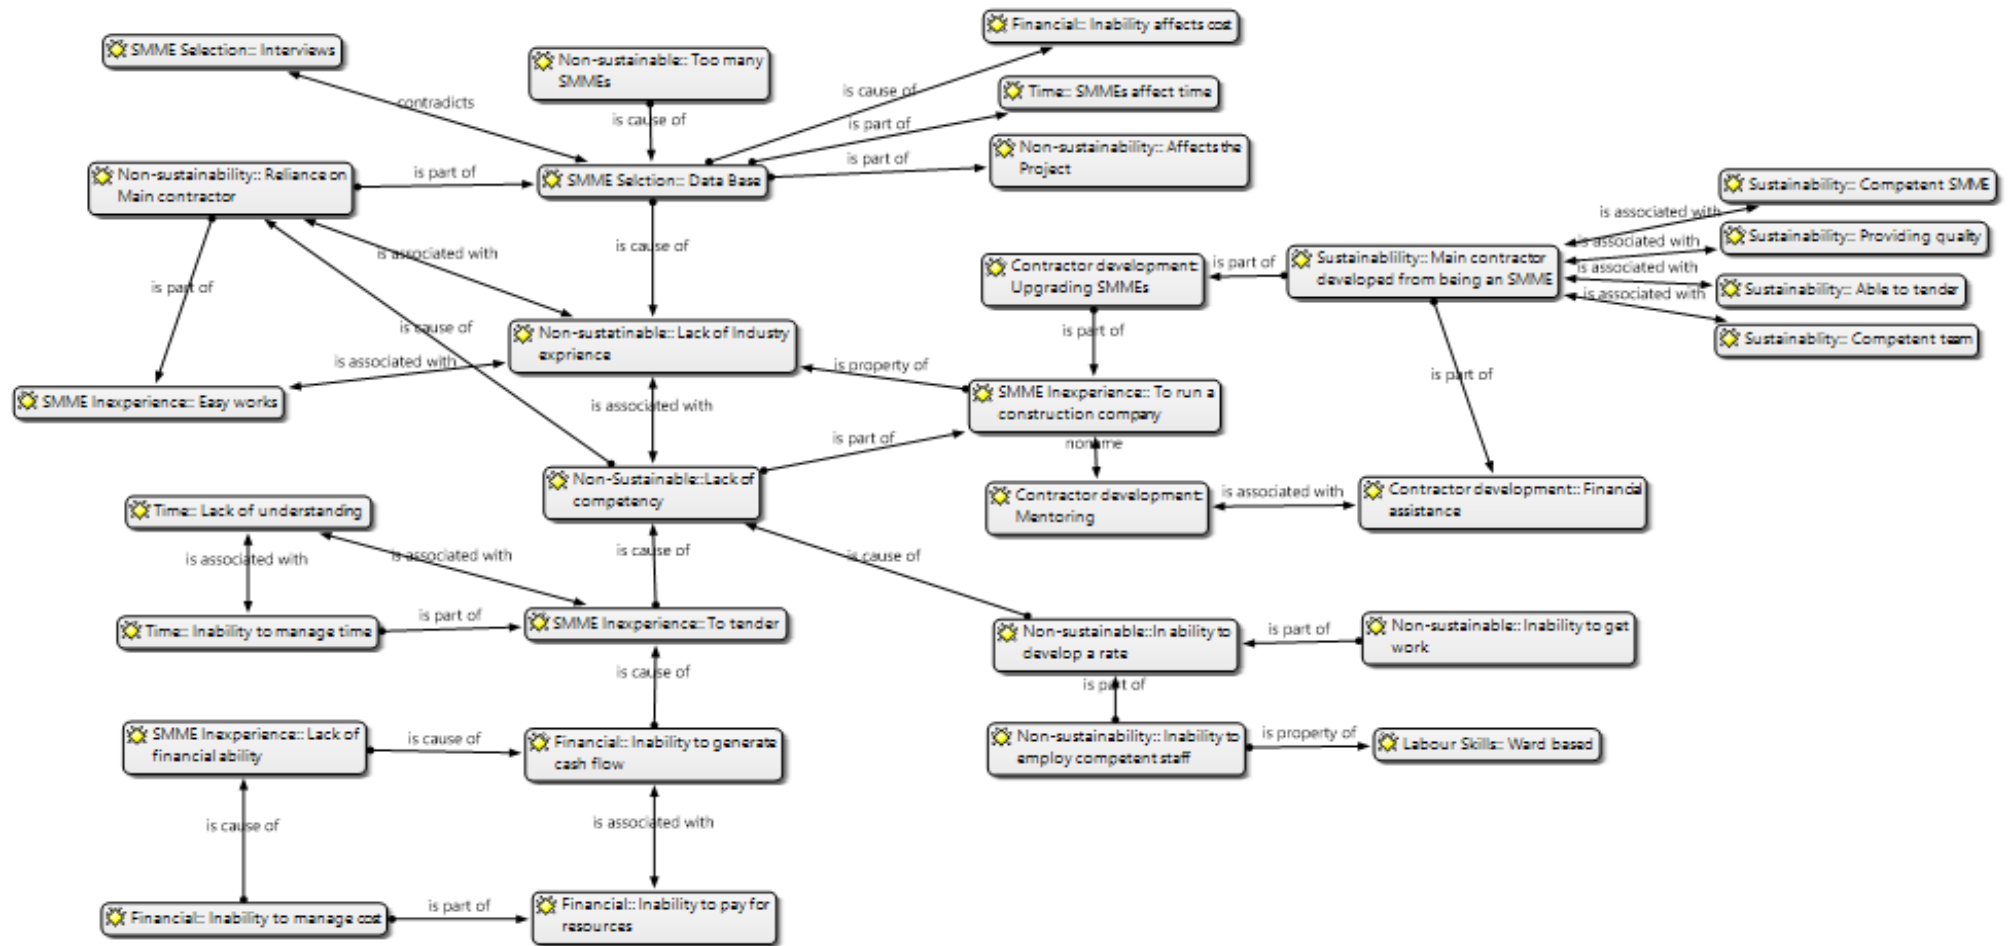 Financial:: Inability affects cost
SMME Selection:: Interviews
Non-sustainable:: Too many
SMMEs
contradicts
is cause of
is cause of
Time:: SMMEs affect time
is part of
Non-sustainability:: Affects the
Project
is part of
Non-sustainability:: Reliance on
Main contractor
is part of
SMME Selction:: Data Base
Sustainability:: Competent SMME
is associated with
Sustainability:: Providing quality
is associated with
is cause of
is associated with
is part of
Contractor development::
Upgrading SMMEs
is part of
Sustainablility:: Main contractor
developed from being an SMME
is associated with
Sustainability:: Able to tender
is associated with
is part of
is cause of
Non-sustatinable:: Lack of Industry
exprience
is part of
Sustainablity:: Competent team
is associated with
is property of
is part of
SMME Inexperience:: Easy works
is associated with
SMME Inexperience:: To run a
construction company
is part of
noname
Non-Sustainable::Lack of
competency
Contractor development::
Mentoring
is associated with
Contractor development:: Financial
assistance
Time:: Lack of understanding
is associated with
is associated with
is cause of
is cause of
Time:: Inability to manage time
is part of
SMME Inexperience:: To tender
Non-sustainable::In ability to
develop a rate
is part of
Non-sustainable:: Inability to get
work
is cause of
is part of
SMME Inexperience:: Lack of
financial ability
is cause of
Financial:: Inability to generate
cash flow
Non-sustainability:: Inability to
employ competent staff
is property of
Labour Skills:: Ward based
is cause of
is associated with
Financial:: Inability to manage cost
is part of
Financial:: Inability to pay for
resources